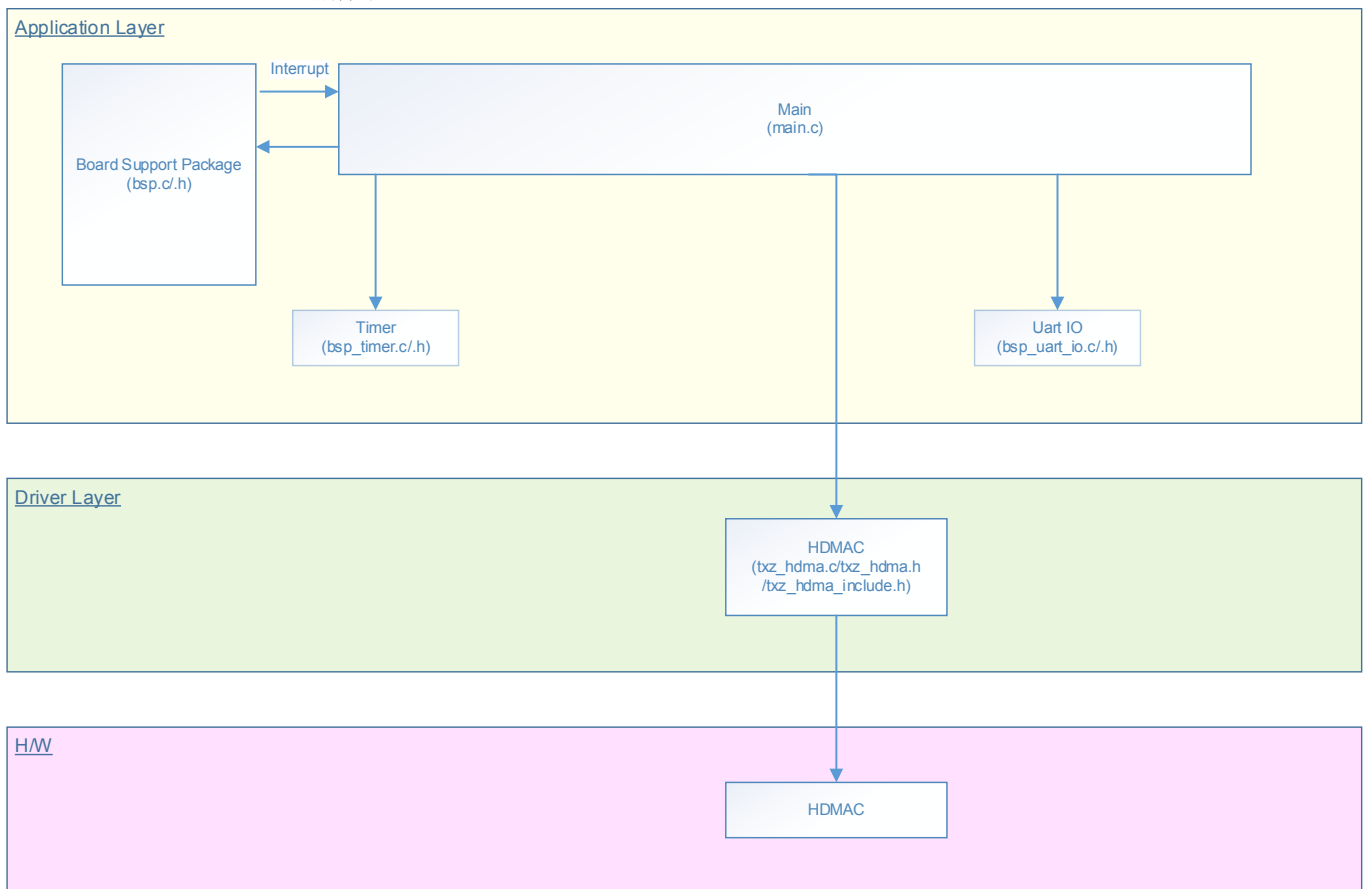 Application Layer
Interrupt
Main
(main.c)
Board Support Package
(bsp.c/.h)
Timer
(bsp_timer.c/.h)
Uart IO
(bsp_uart_io.c/.h)
Driver Layer
HDMAC
(txz_hdma.c/txz_hdma.h
/txz_hdma_include.h)
H/W
HDMAC